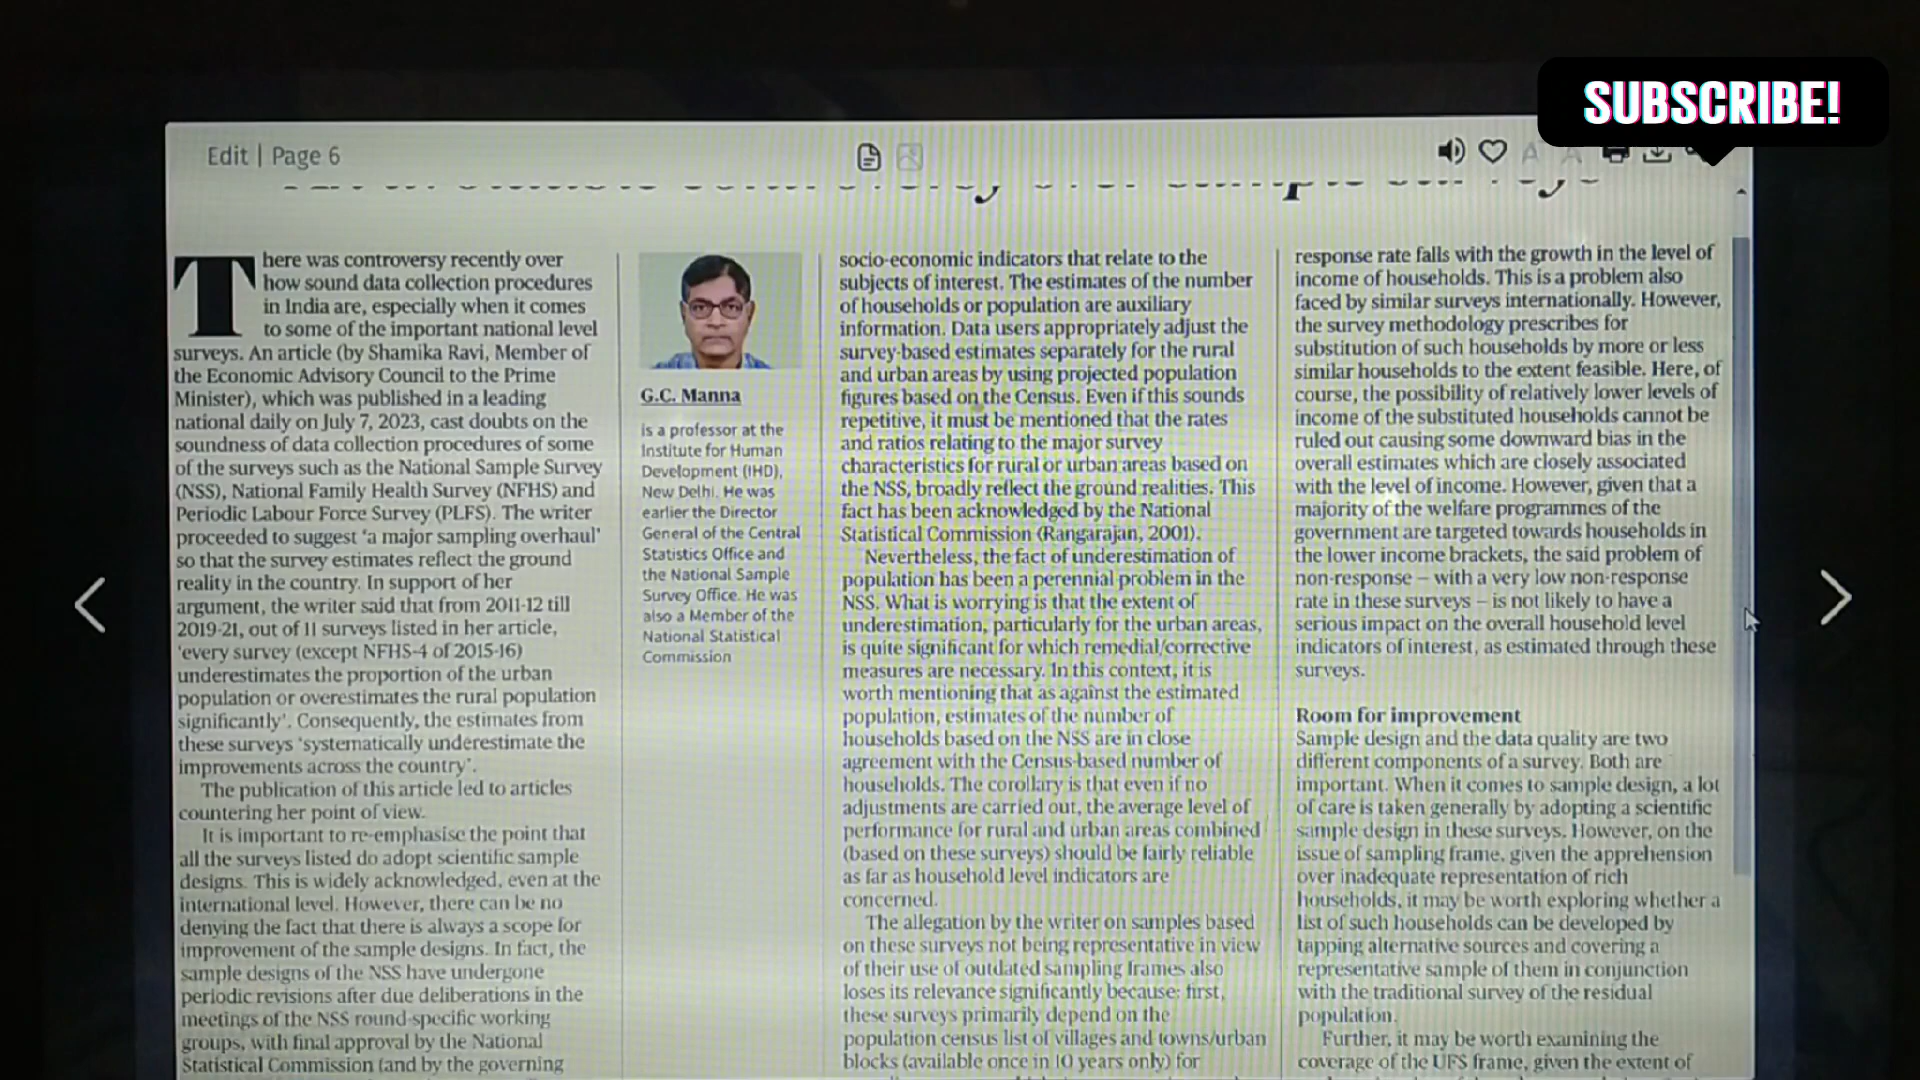 SUBSCRIBE!
Edit | Page 6
There was controversy recently over
how sound data collection procedures
in India are, especially when it comes
to some of the important national level
surveys. An article (by Shamika Ravi, Member of
the Economic Advisory Council to the Prime
Minister), which was published in a leading
national daily on July 7, 2023, cast doubts on the
soundness of data collection procedures of some
of the surveys such as the National Sample Survey
(NSS), National Family Health Survey (NFHS) and
Periodic Labour Force Survey (PLFS). The writer
proceeded to suggest 'a major sampling overhaul'
so that the survey estimates reflect the ground
reality in the country. In support of her
argument, the writer said that from 2011-12 till
2019-21, out of 11 surveys listed in her article,
'every survey (except NFHS-4 of 2015-16)
underestimates the proportion of the urban
population or overestimates the rural population
significantly'. Consequently, the estimates from
these surveys 'systematically underestimate the
improvements across the country'.
The publication of this article led to articles
countering her point of view.
It is important to re-emphasise the point that
all the surveys listed do adopt scientific sample
designs. This is widely acknowledged, even at the
international level. However, there can be no
denying the fact that there is always a scope for
improvement of the sample designs. In fact, the
sample designs of the NSS have undergone
periodic revisions after due deliberations in the
meetings of the NSS round-specific working
groups, with final approval by the National
Statistical Commission (and by the governing
G.C. Manna
is a professor at the
Institute for Human
Development (IHD),
New Delhi. He was
earlier the Director
General of the Central
Statistics Office and
the National Sample
Survey Office. He was
also a Member of the
National Statistical
Commission
socio-economic indicators that relate to the
subjects of interest. The estimates of the number
of households or population are auxiliary
information. Data users appropriately adjust the
survey-based estimates separately for the rural
and urban areas by using projected population
figures based on the Census. Even if this sounds
repetitive, it must be mentioned that the rates
and ratios relating to the major survey
characteristics for rural or urban areas based on
the NSS, broadly reflect the ground realities. This
fact has been acknowledged by the National
Statistical Commission (Rangarajan, 2001).
Nevertheless, the fact of underestimation of
population has been a perennial problem in the
NSS. What is worrying is that the extent of
underestimation, particularly for the urban areas,
is quite significant for which remedial/corrective
measures are necessary. In this context, it is
worth mentioning that as against the estimated
population, estimates of the number of
households based on the NSS are in close
agreement with the Census-based number of
households. The corollary is that even if no
adjustments are carried out, the average level of
performance for rural and urban areas combined
(based on these surveys) should be fairly reliable
as far as household level indicators are
concerned.
The allegation by the writer on samples based
on these surveys not being representative in view
of their use of outdated sampling frames also
loses its relevance significantly because: first,
these surveys primarily depend on the
population census list of villages and towns/urban
blocks (available once in 10 years only) for
response rate falls with the growth in the level of
income of households. This is a problem also
faced by similar surveys internationally. However,
the survey methodology prescribes for
substitution of such households by more or less
similar households to the extent feasible. Here, of
course, the possibility of relatively lower levels of
income of the substituted households cannot be
ruled out causing some downward bias in the
overall estimates which are closely associated
with the level of income. However, given that a
majority of the welfare programmes of the
government are targeted towards households in
the lower income brackets, the said problem of
non-response – with a very low non-response
rate in these surveys – is not likely to have a
serious impact on the overall household level
indicators of interest, as estimated through these
surveys.
Room for improvement
Sample design and the data quality are two
different components of a survey. Both are
important. When it comes to sample design, a lot
of care is taken generally by adopting a scientific
sample design in these surveys. However, on the
issue of sampling frame, given the apprehension
over inadequate representation of rich
households, it may be worth exploring whether a
list of such households can be developed by
tapping alternative sources and covering a
representative sample of them in conjunction
with the traditional survey of the residual
population.
Further, it may be worth examining the
coverage of the UFS frame, given the extent of